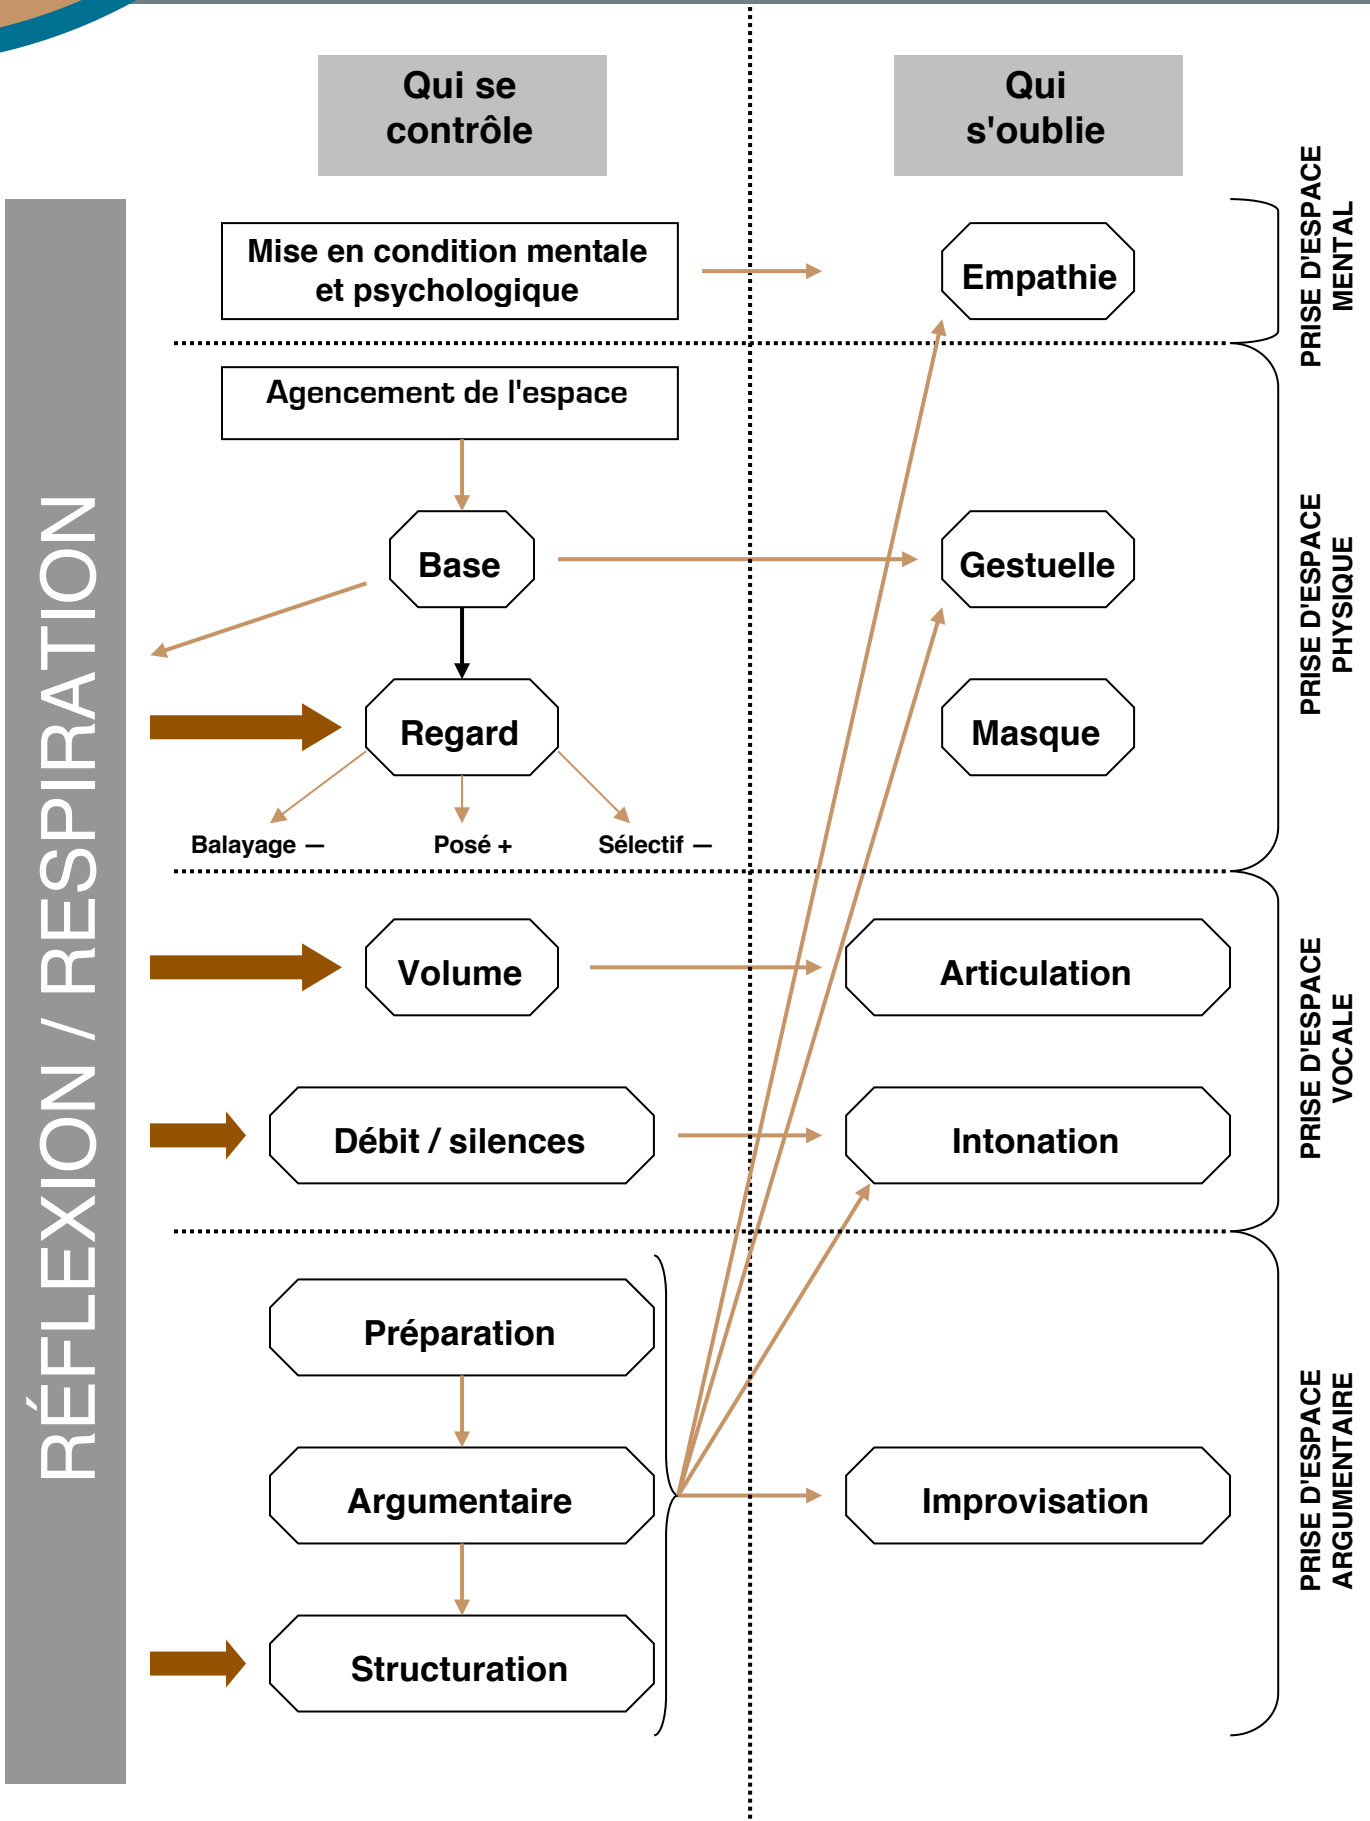 Qui se
contrôle
Qui
s'oublie
RÉFLEXION / RESPIRATION
Mise en condition mentale
et psychologique
Empathie
PRISE D'ESPACE
MENTAL
Agencement de l'espace
Base
Gestuelle
Regard
Masque
Balayage –
Posé +
Sélectif –
PRISE D'ESPACE
PHYSIQUE
Volume
Articulation
Débit / silences
Intonation
PRISE D'ESPACE
VOCALE
Préparation
Argumentaire
Improvisation
Structuration
PRISE D'ESPACE
ARGUMENTAIRE